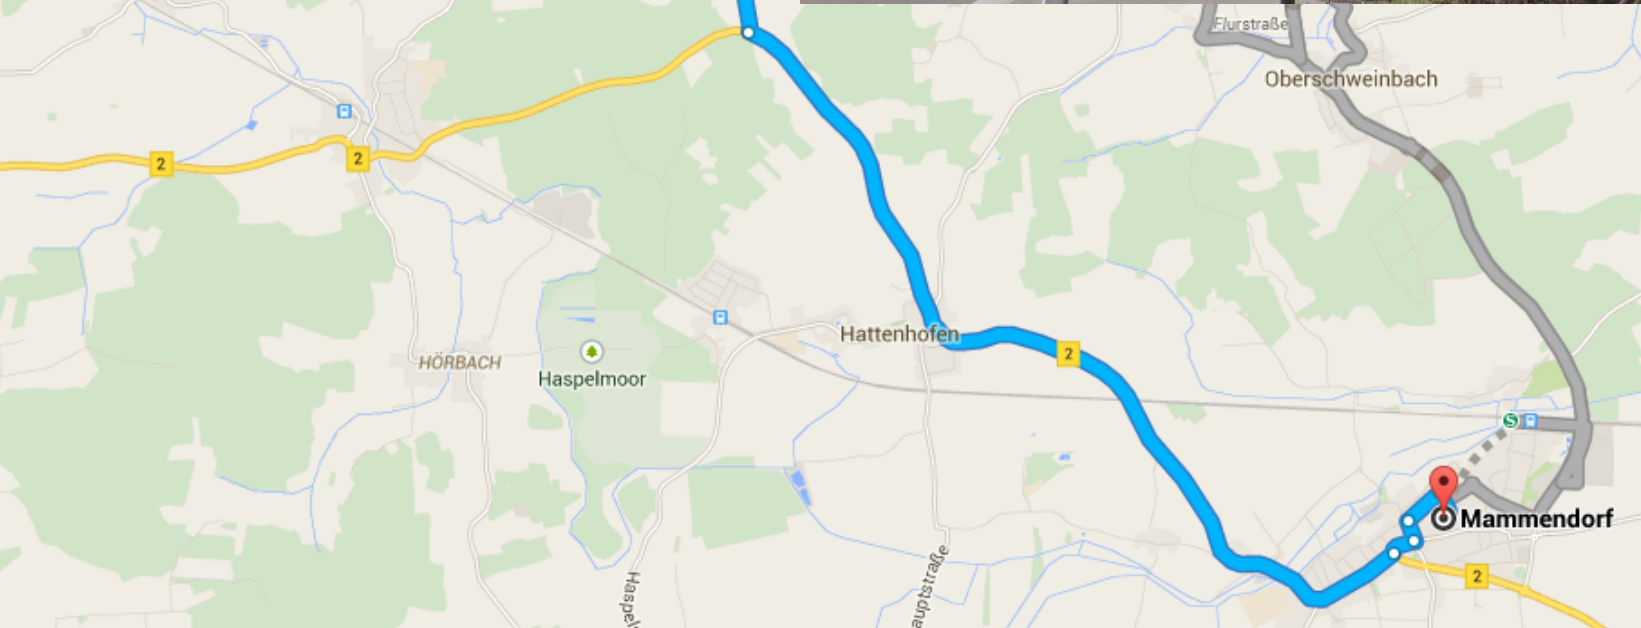 Flurstraße
Oberschweinbach
2
2
Hattenhofen
2
HÖRBACH
Haspelmoor
S
Mammendorf
2
Haspel
auptstraße